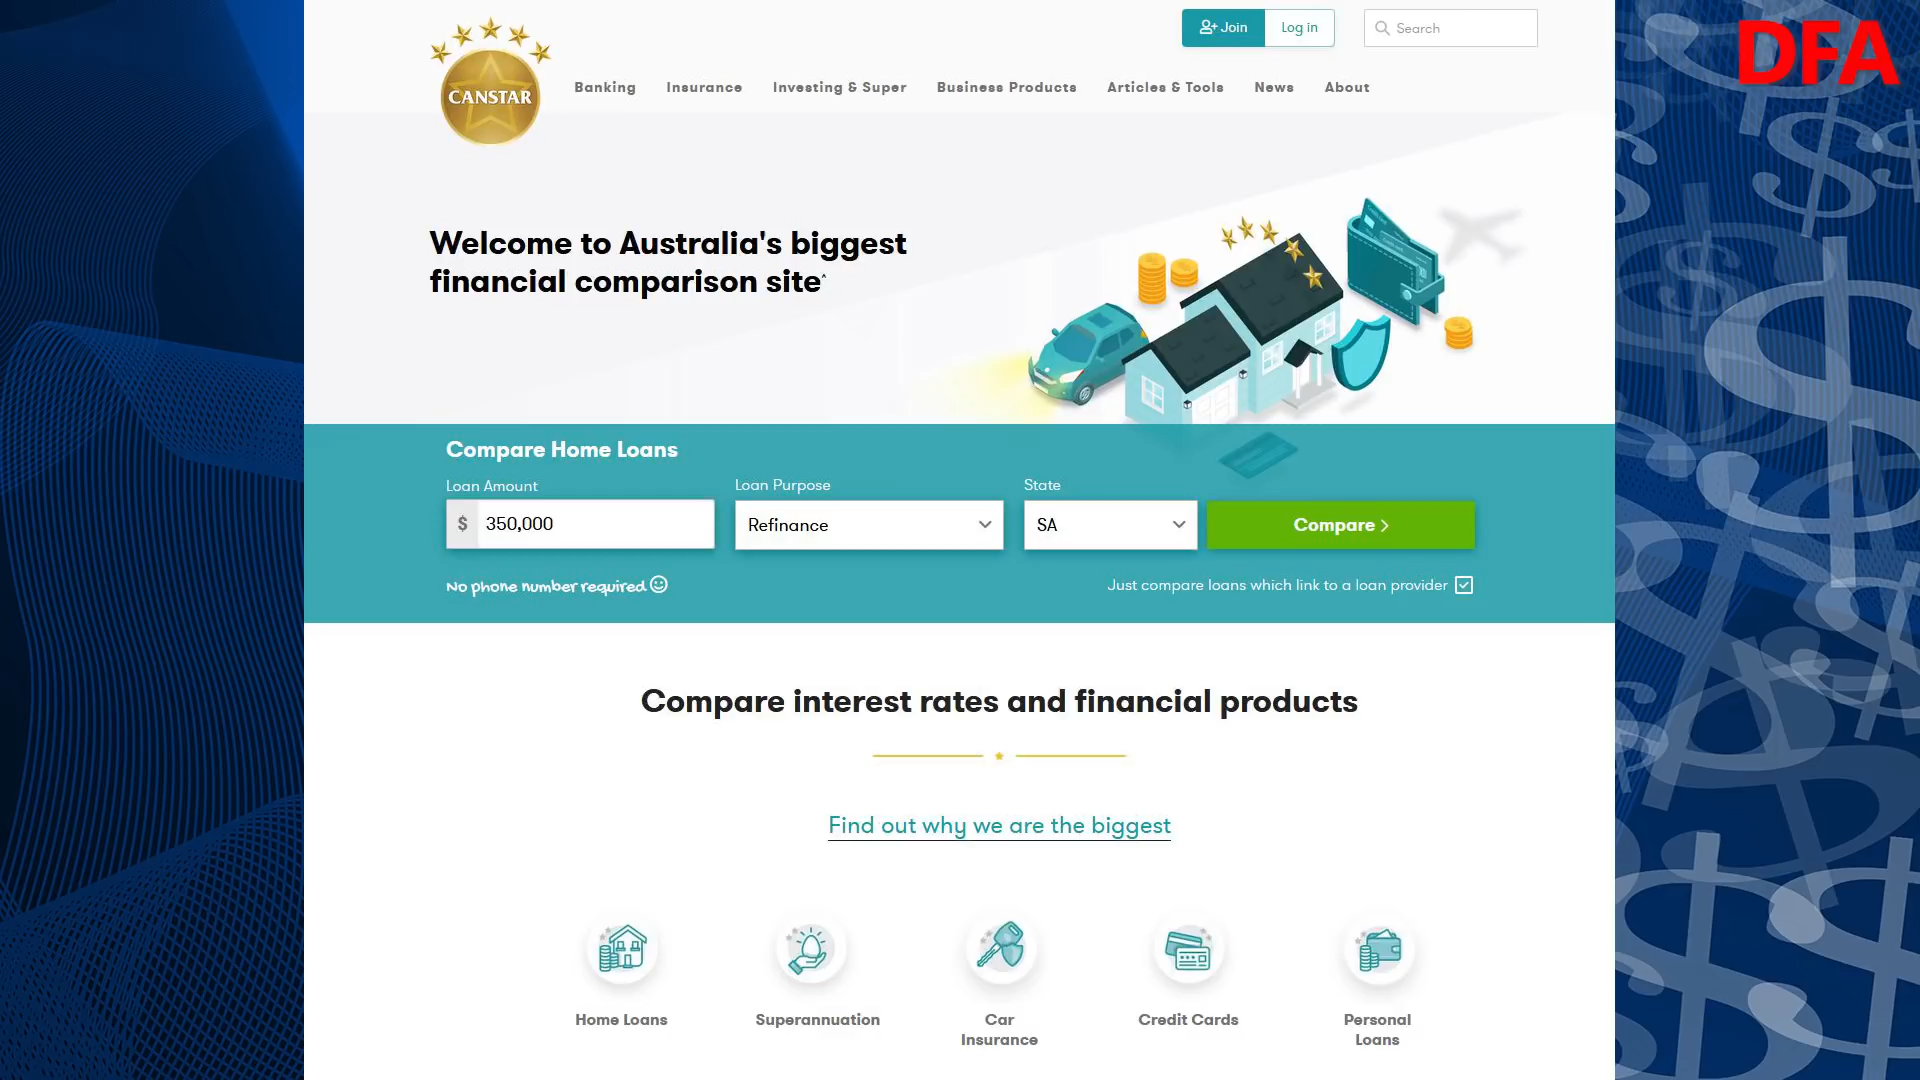 DFA
CANSTAR
Join
Log in
Search
Banking
Insurance
Investing & Super
Business Products
Articles & Tools
News
About
Welcome to Australia's biggest
financial comparison site^
Compare Home Loans
Loan Amount
$ 350,000
Loan Purpose
Refinance
State
SA
Compare
No phone number required
Just compare loans which link to a loan provider
Compare interest rates and financial products
Find out why we are the biggest
Home Loans
Superannuation
Car
Insurance
Credit Cards
Personal
Loans